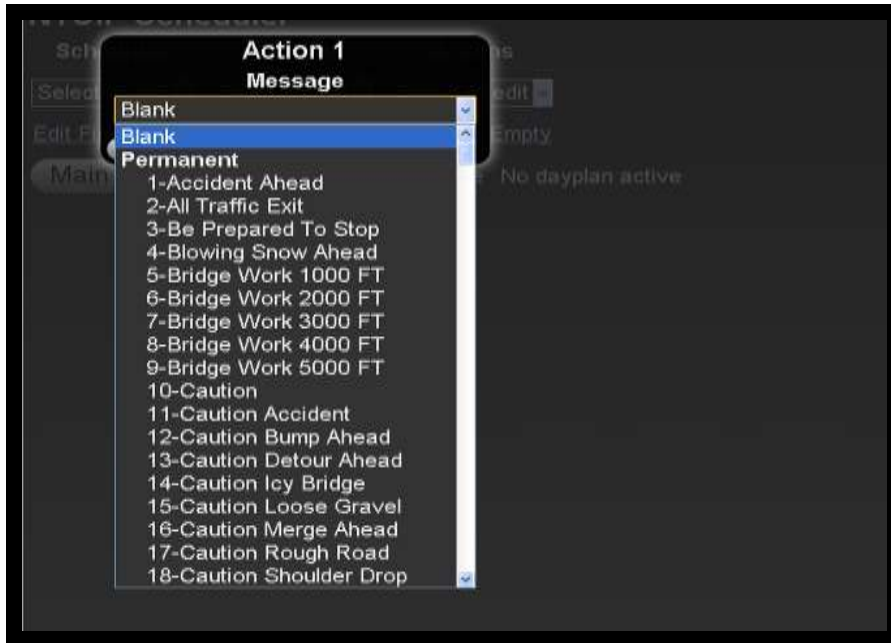 Action 1
Message
Blank
Blank
Permanent
1-Accident Ahead
2-All Traffic Exit
3-Be Prepared To Stop
4-Blowing Snow Ahead
5-Bridge Work 1000 FT
6-Bridge Work 2000 FT
7-Bridge Work 3000 FT
8-Bridge Work 4000 FT
9-Bridge Work 5000 FT
10-Caution
11-Caution Accident
12-Caution Bump Ahead
13-Caution Detour Ahead
14-Caution Icy Bridge
15-Caution Loose Gravel
16-Caution Merge Ahead
17-Caution Rough Road
18-Caution Shoulder Drop
edit
Edit
Empty
Main
No dayplan active